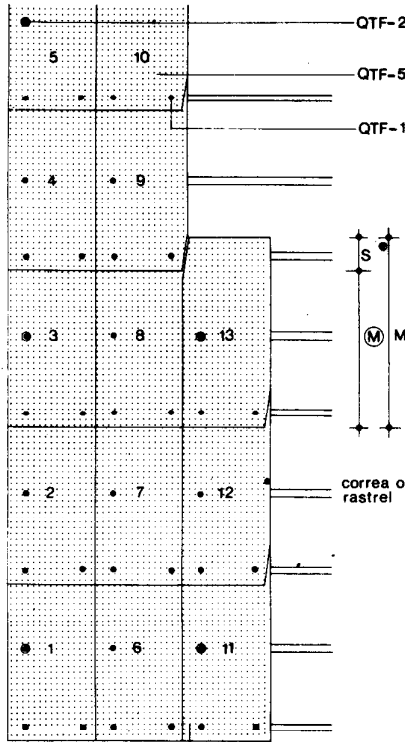 QTF-2
5 10
QTF-5
QTF-1
4 9
S
3 8 13
M M
correa o
rastrel
2 7 12
1 6 11